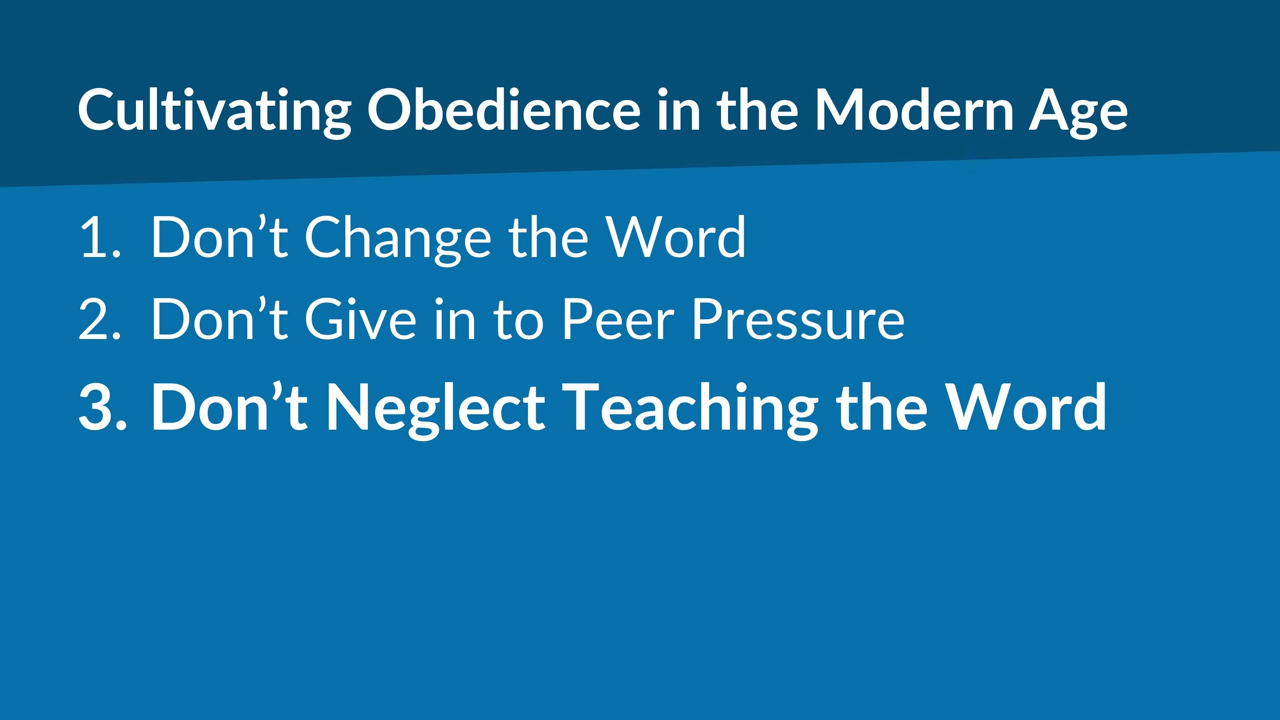 Cultivating Obedience in the Modern Age
1. Don’t Change the Word
2. Don’t Give in to Peer Pressure
3. Don’t Neglect Teaching the Word